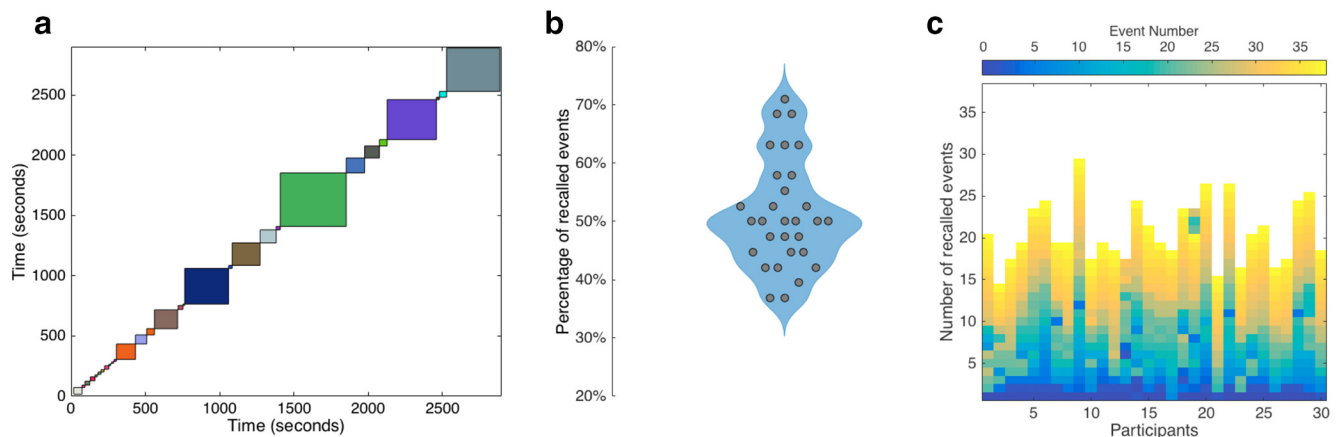 a
Time (seconds)
2500
2000
1500
1000
500
0
0 500 1000 1500 2000 2500
Time (seconds)
b
Percentage of recalled events
80%
70%
60%
50%
40%
30%
20%
c
Event Number
0 5 10 15 20 25 30 35
Number of recalled events
35
30
25
20
15
10
5
5 10 15 20 25 30
Participants